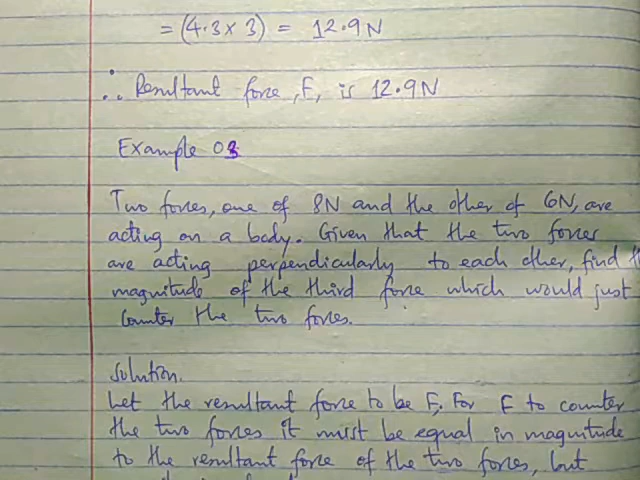 = (4.3 x 3) = 12.9N
∴ Resultant force, F, is 12.9N
Example 03
Two forces, one of 8N and the other of 6N, are
acting on a body. Given that the two forces
are acting perpendicularly to each other, find th
magnitude of the third force which would just
counter the two forces.
Solution.
Let the resultant force to be F. For F to counter
the two forces it must be equal in magnitude
to the resultant force of the two forces, but